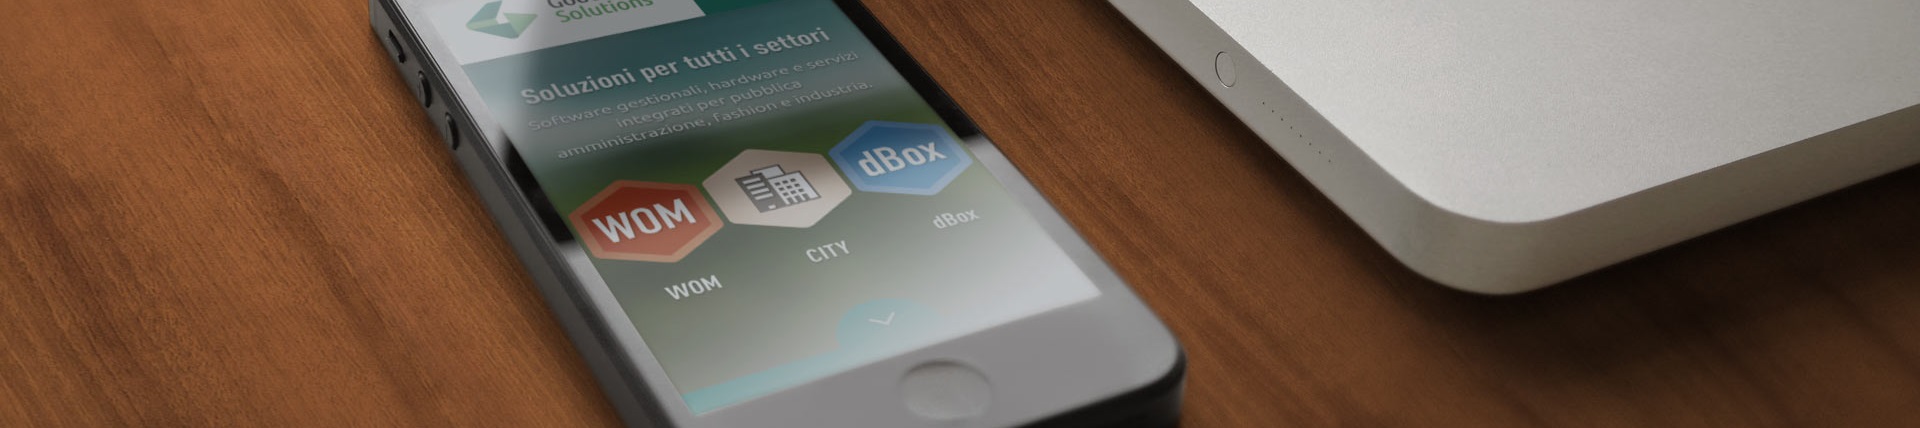 Solutions
Soluzioni per tutti i settori
Software gestionali, hardware e servizi
integrati per pubblica
amministrazione, fashion e industria.
WOM
dBox
WOM
CITY
dBox